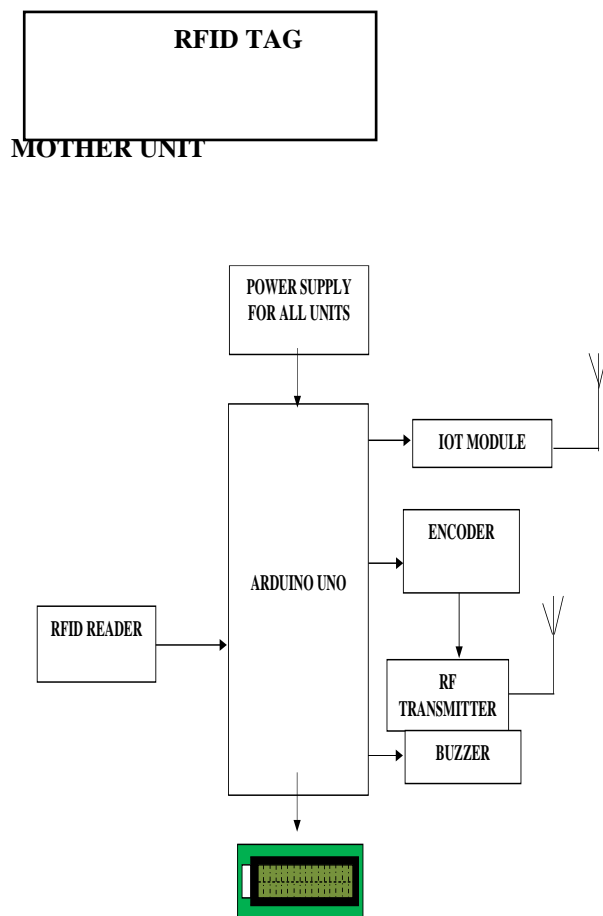 RFID TAG
MOTHER UNIT
POWER SUPPLY
FOR ALL UNITS
IOT MODULE
ENCODER
ARDUINO UNO
RFID READER
RF
TRANSMITTER
BUZZER